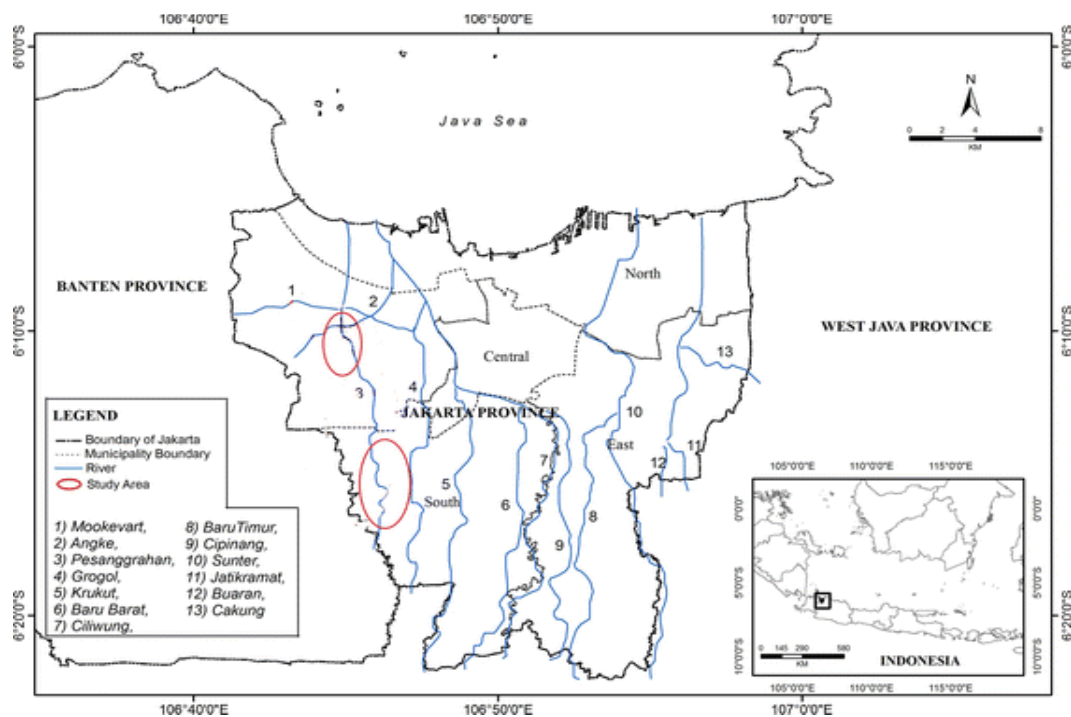 106°40'0"E 106°50'0"E 107°0'0"E
6°0'0"S 6°0'0"S
N
Java Sea
0 2 4 8
KM
North
BANTEN PROVINCE
1
2
WEST JAVA PROVINCE
6°10'0"S 6°10'0"S
Central
13
3
4
JAKARTA PROVINCE
10
East
11
12
7
5
South
6
8
9
LEGEND
Boundary of Jakarta
Municipality Boundary
River
Study Area
1) Mookevart, 8) BaruTimur,
2) Angke, 9) Cipinang,
3) Pesanggrahan, 10) Sunter,
4) Grogol, 11) Jatikramat,
5) Krukut, 12) Buaran,
6) Baru Barat, 13) Cakung
7) Ciliwung,
6°20'0"S 6°20'0"S
105°0'0"E 110°0'0"E 115°0'0"E
0°0'0" 0°0'0"
5°0'0"S 5°0'0"S
10°0'0"S 10°0'0"S
0 145 290 580
KM
INDONESIA
105°0'0"E 110°0'0"E 115°0'0"E
106°40'0"E 106°50'0"E 107°0'0"E